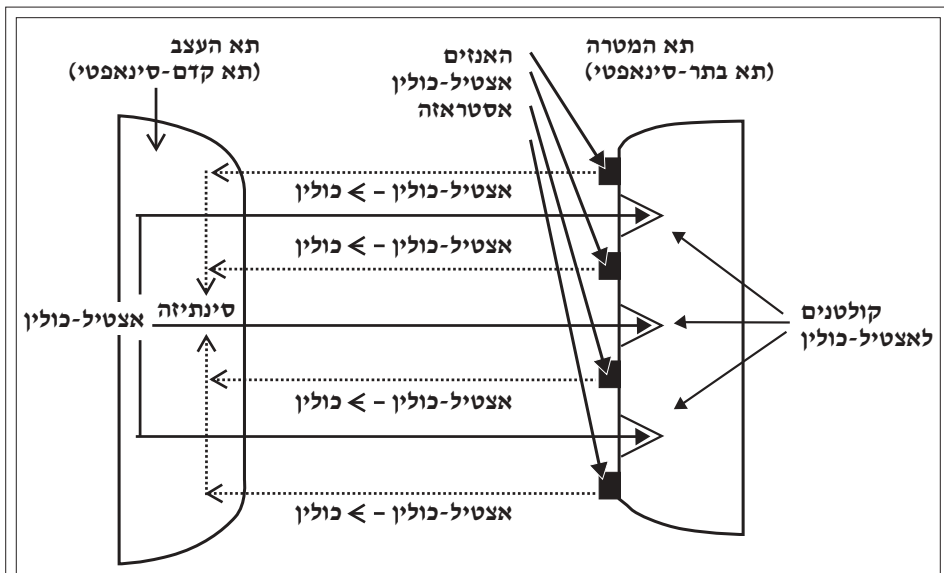 תא העצב
(תא קדם-סינאפטי)
האנזים
אצטיל-כולין
אסטראזה
תא המטרה
(תא בתר-סינאפטי)
אצטיל-כולין – > כולין
אצטיל-כולין – > כולין
אצטיל-כולין
סינתיזה
קולטנים
לאצטיל-כולין
אצטיל-כולין – > כולין
אצטיל-כולין – > כולין